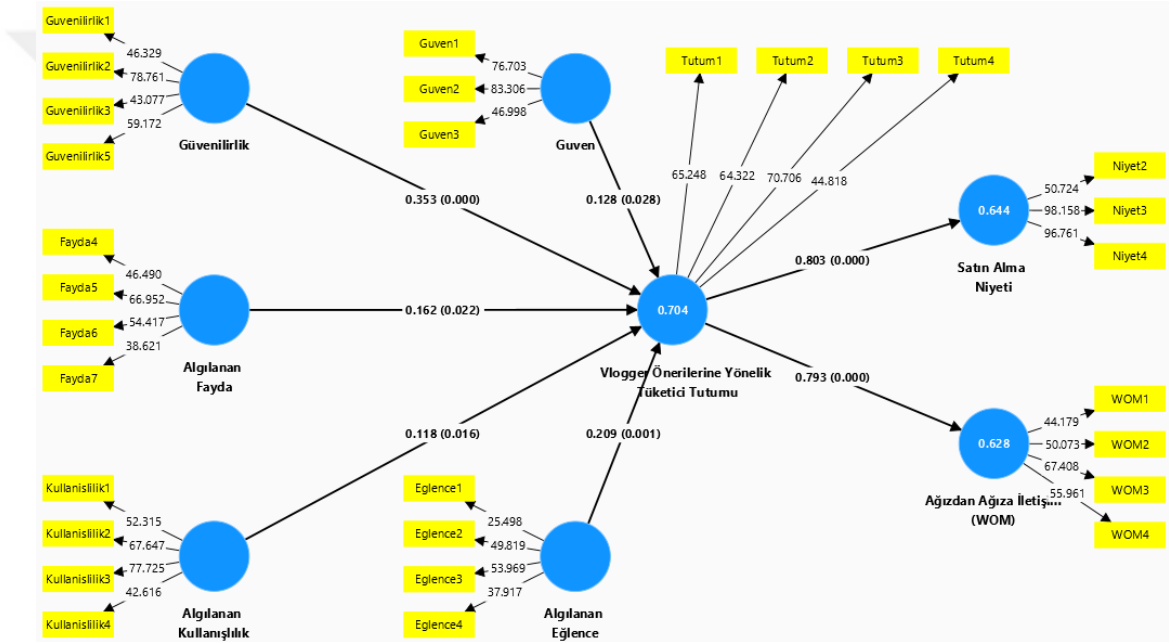 Guvenilirlik1
Guvenilirlik2
Guvenilirlik3
Guvenilirlik5
46.329
78.761
43.077
59.172
Güvenilirlik
Guven1
Guven2
Guven3
76.703
83.306
46.998
Guven
Tutum1
Tutum2
Tutum3
Tutum4
65.248
64.322
70.706
44.818
0.353 (0.000)
0.128 (0.028)
Fayda4
Fayda5
Fayda6
Fayda7
46.490
66.952
54.417
38.621
Algılanan
Fayda
0.162 (0.022)
0.704
Vlogger Önerilerine Yönelik
Tüketici Tutumu
0.803 (0.000)
0.793 (0.000)
0.644
Satın Alma
Niyeti
50.724
98.158
96.761
Niyet2
Niyet3
Niyet4
0.628
Ağızdan Ağıza İletiş...
(WOM)
44.179
50.073
67.408
55.961
WOM1
WOM2
WOM3
WOM4
0.118 (0.016)
0.209 (0.001)
Kullanislilik1
Kullanislilik2
Kullanislilik3
Kullanislilik4
52.315
67.647
77.725
42.616
Algılanan
Kullanışlılık
Eglence1
Eglence2
Eglence3
Eglence4
25.498
49.819
53.969
37.917
Algılanan
Eğlence